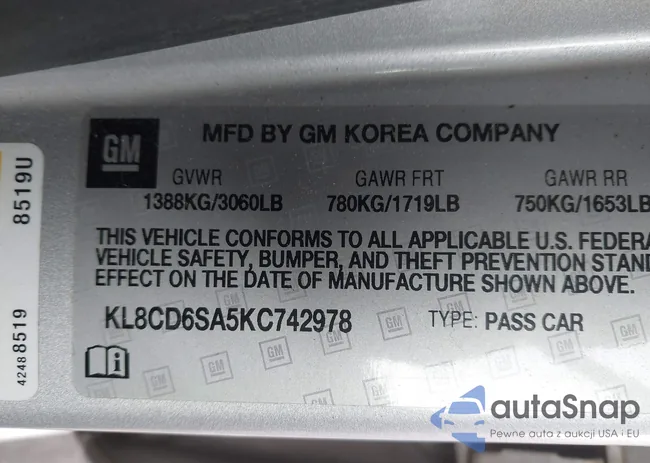 GM
MFD BY GM KOREA COMPANY
GVWR GAWR FRT GAWR RR
1388KG/3060LB 780KG/1719LB 750KG/1653LB
THIS VEHICLE CONFORMS TO ALL APPLICABLE U.S. FEDERA
VEHICLE SAFETY, BUMPER, AND THEFT PREVENTION STAND
EFFECT ON THE DATE OF MANUFACTURE SHOWN ABOVE.
KL8CD6SA5KC742978 TYPE: PASS CAR
8519U
42488519
autaSnap
Pewne auta z aukcji USA i EU